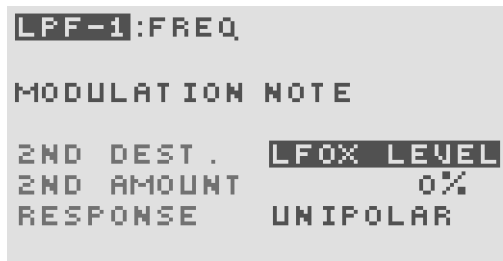 LPF-1:FREQ
MODULATION NOTE
2ND DEST. LFOX LEVEL
2ND AMOUNT 0%
RESPONSE UNIPOLAR